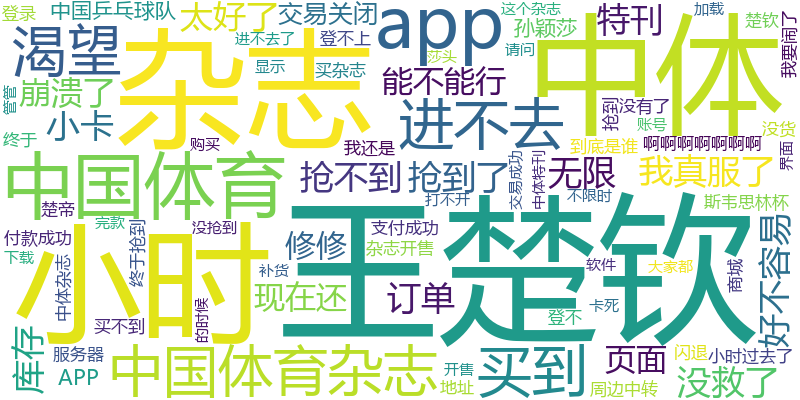 登录
中国乒乓球队
太好了
交易关闭
app
特刊
这个杂志
加载
楚钦
我要闹了
渴望
进不去了
登不上
莎头
请问
孙颖莎
杂志
显示
买杂志
能不能行
中体
崩溃了
管管
小卡
进不去
抢到
没有了
账号
没货
终于
购买
我还是
到底是谁
啊啊啊啊啊啊啊
界面
中国体育
抢不到
抢到了
交易成功
中体特刊
无限
我真服了
打不开
不限时
斯韦思林杯
楚帝
完款
没抢到
支付成功
王楚钦
付款成功
小时
终于抢到
修修
杂志开售
好不容易
下载
中体杂志
补货
软件
大家都
商城
现在还
订单
卡死
买不到
的时候
登不
库存
服务器
APP
中国体育杂志
开售
地址
买到
页面
闪退
小时过去了
周边中转
没救了